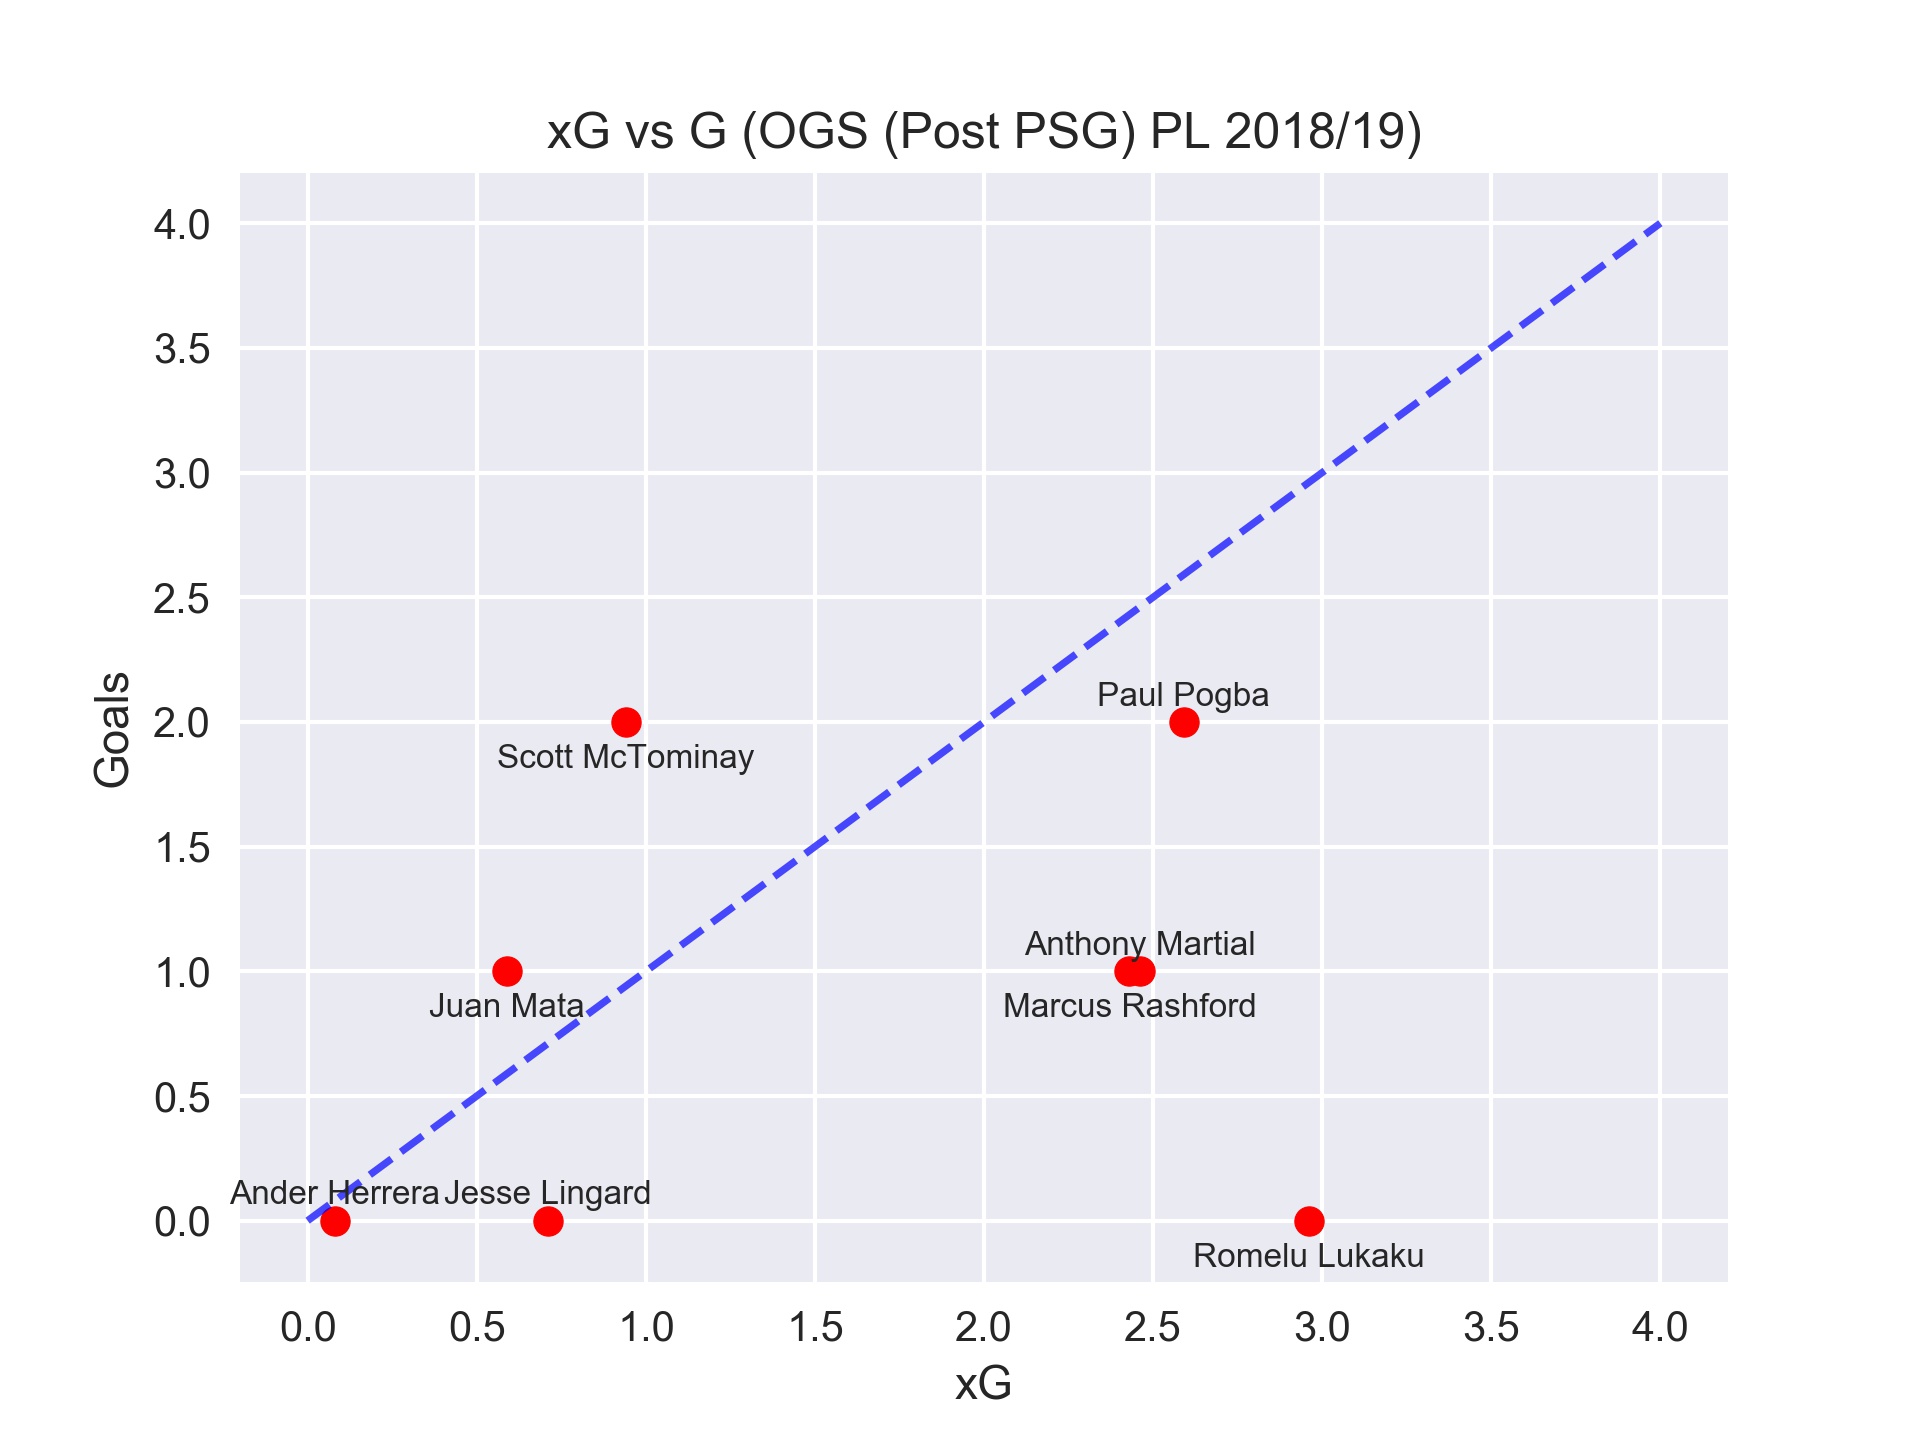 xG vs G (OGS (Post PSG) PL 2018/19)
4.0
3.5
3.0
2.5
2.0
1.5
1.0
0.5
0.0
Goals
Paul Pogba
Scott McTominay
Anthony Martial
Juan Mata
Marcus Rashford
Ander Herrera
Jesse Lingard
Romelu Lukaku
0.0 0.5 1.0 1.5 2.0 2.5 3.0 3.5 4.0
xG